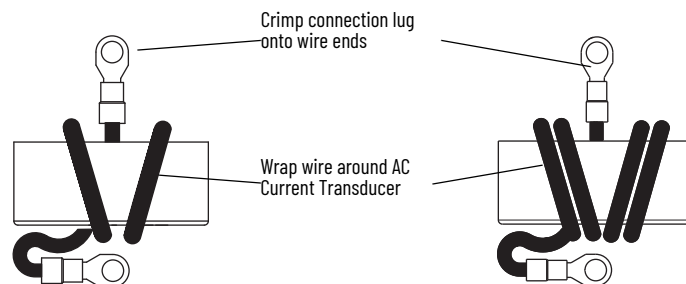 Crimp connection lug
onto wire ends
Wrap wire around AC
Current Transducer